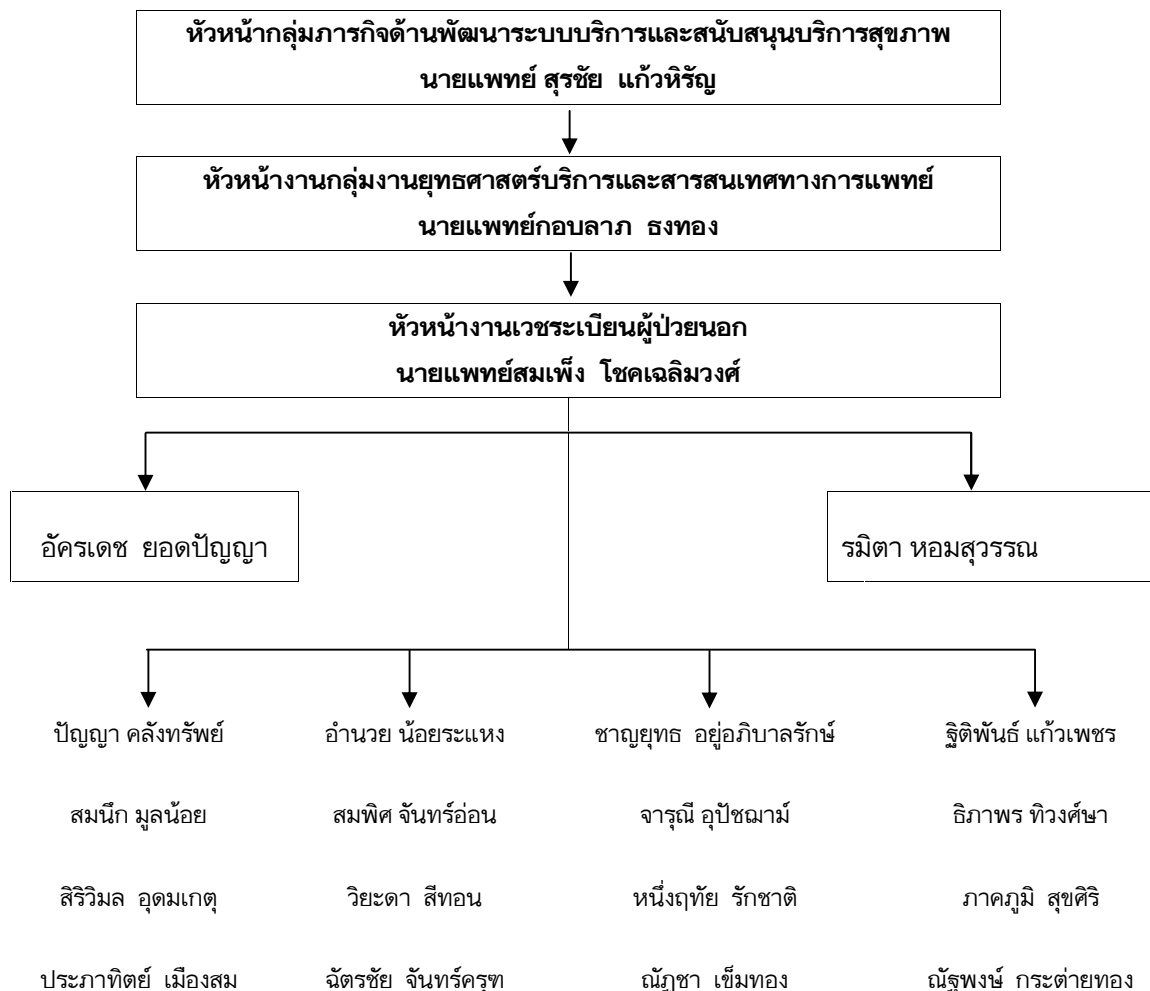 หัวหน้ากลุ่มภารกิจด้านพัฒนาระบบบริการและสนับสนุนบริการสุขภาพ
นายแพทย์ สุรชัย แก้วหิรัญ
หัวหน้างานกลุ่มงานยุทธศาสตร์บริการและสารสนเทศทางการแพทย์
นายแพทย์กอบลาภ ธงทอง
หัวหน้างานเวชระเบียนผู้ป่วยนอก
นายแพทย์สมเพ็ง โชคเฉลิมวงศ์
อัครเดช ยอดปัญญา
รมิตา หอมสุวรรณ
ปัญญา คลังทรัพย์ อำนวย น้อยระแหง ชาญยุทธ อยู่อภิบาลรักษ์ ฐิติพันธ์ แก้วเพชร
สมนึก มูลน้อย สมพิศ จันทร์อ่อน จารุณี อุปัชฌาม์ ธิภาพร ทิวงศ์ษา
สิริวิมล อุดมเกตุ วิยะดา สีทอน หนึ่งฤทัย รักชาติ ภาคภูมิ สุขศิริ
ประภาทิตย์ เมืองสม ฉัตรชัย จันทร์ครุฑ ณัฏชา เข็มทอง ณัฐพงษ์ กระต่ายทอง